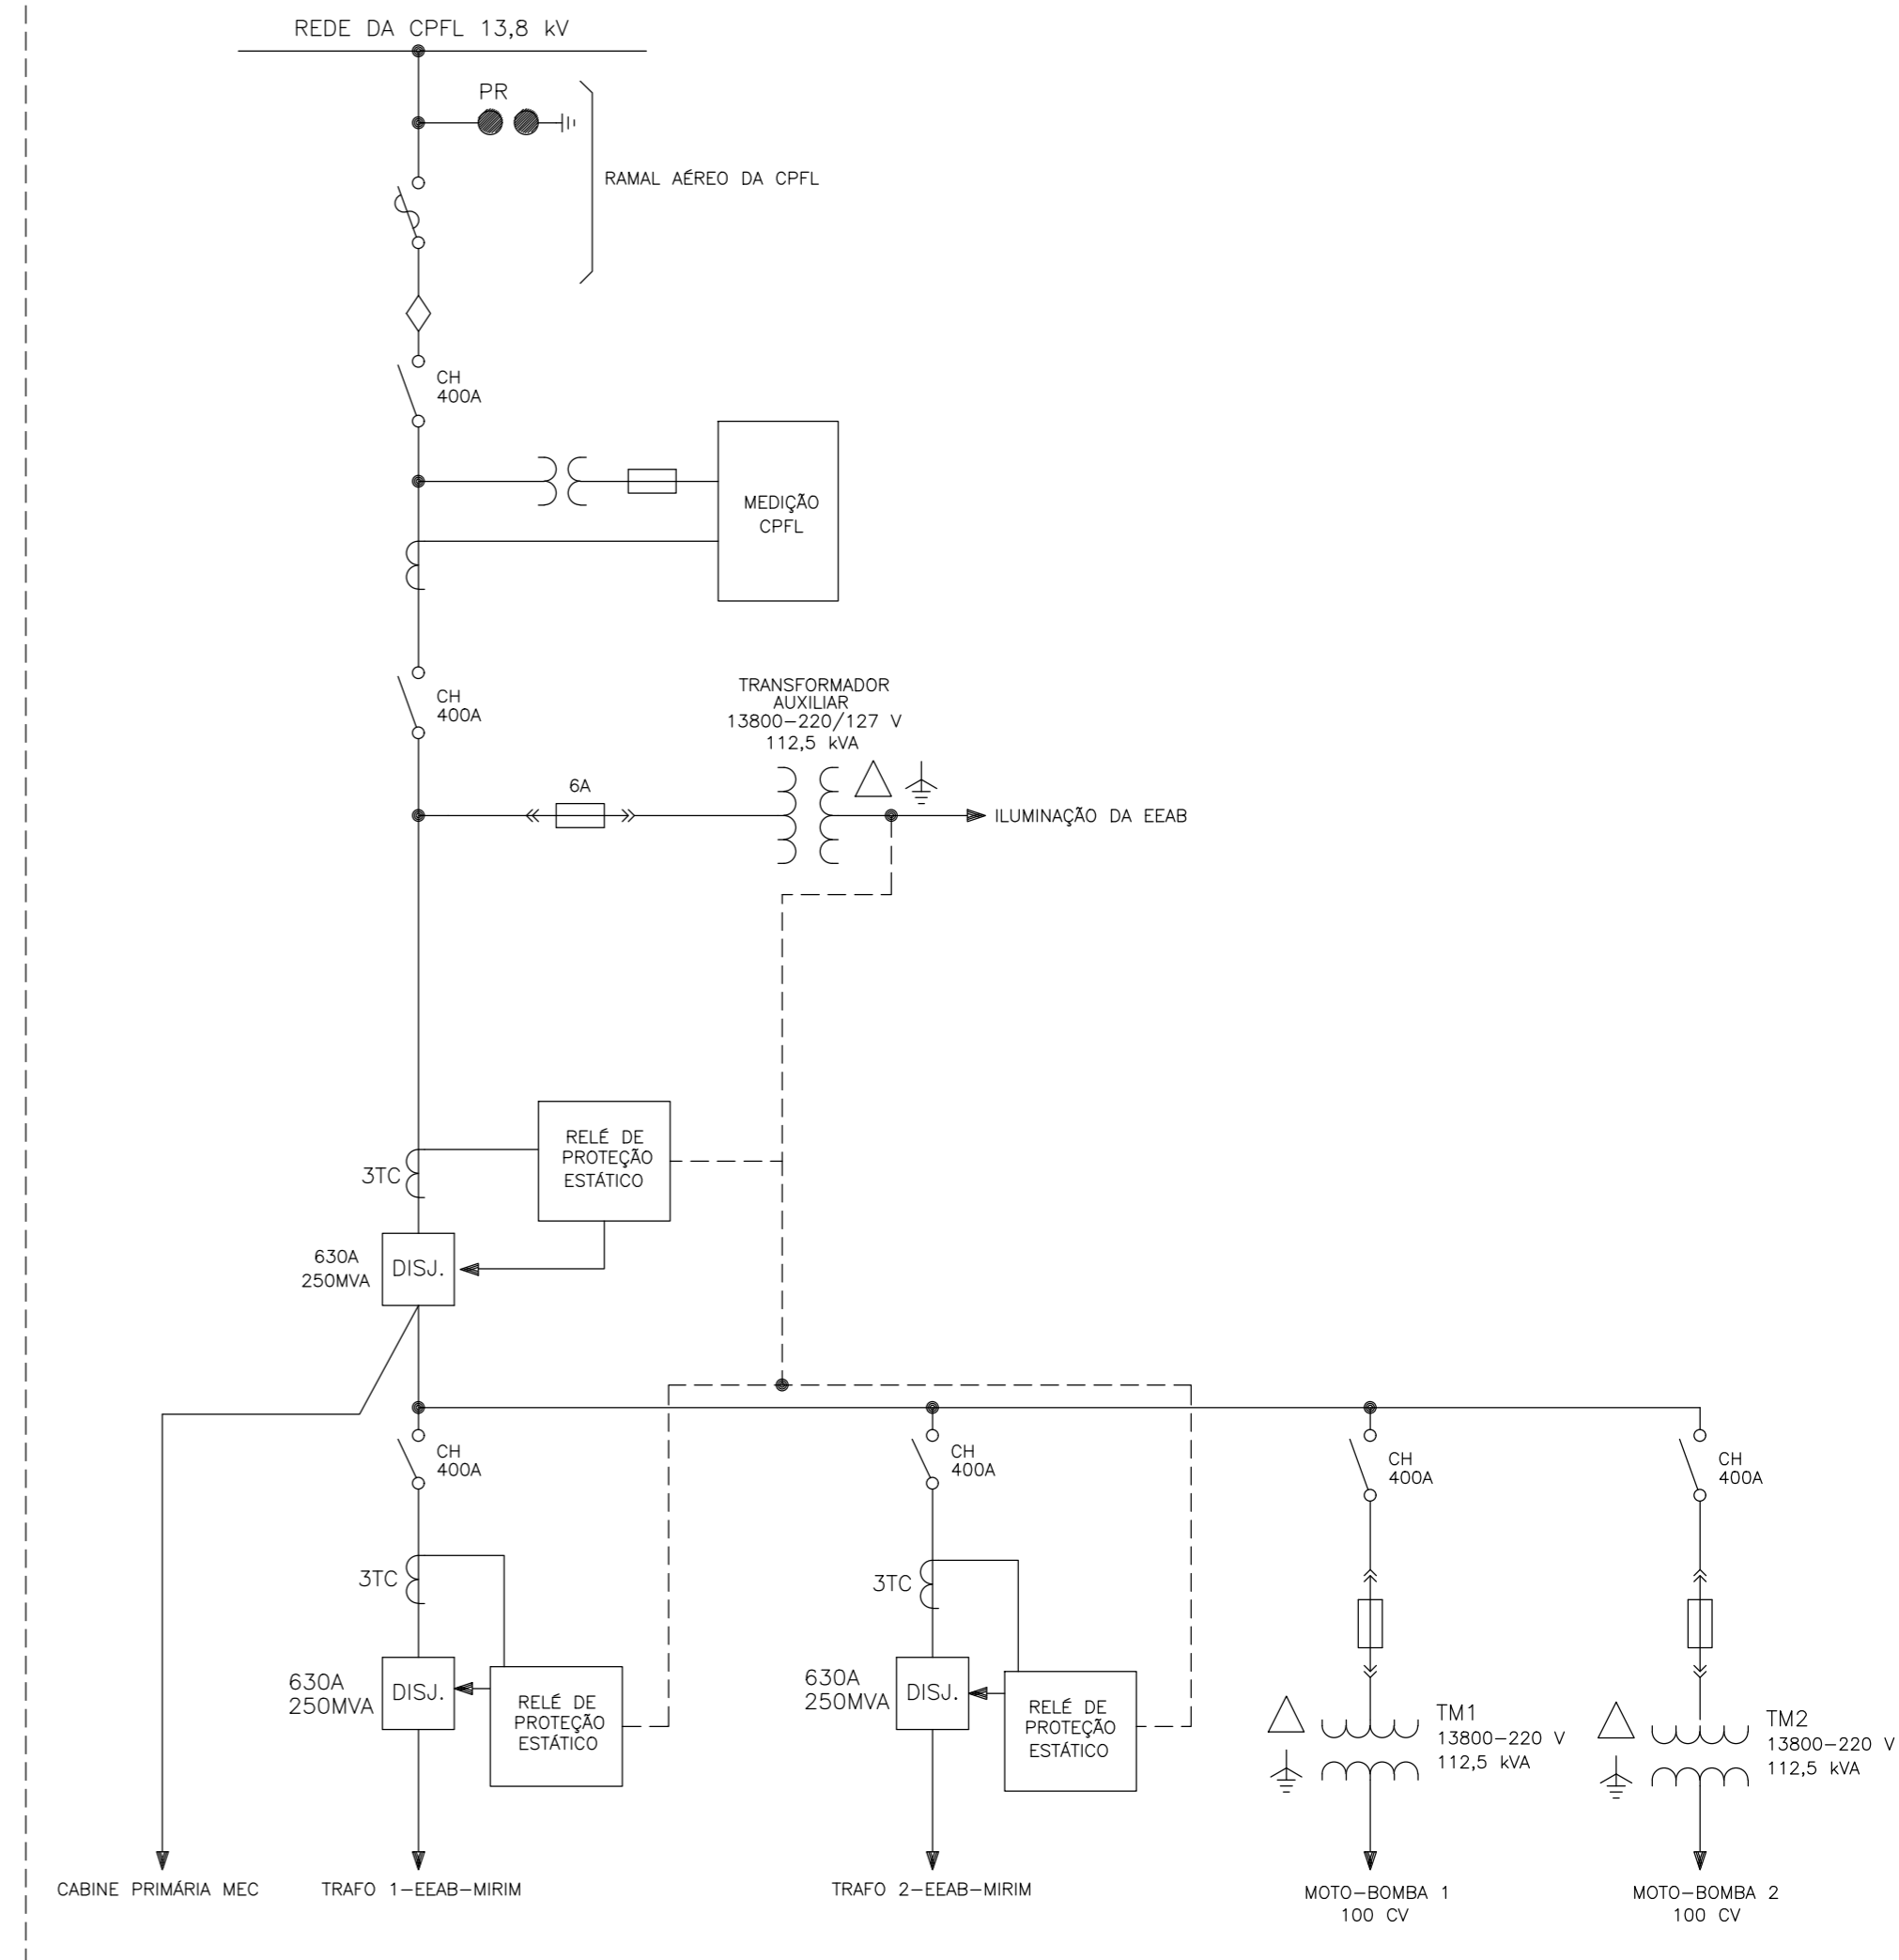 REDE DA CPFL 13,8 kV
PR
RAMAL AÉREO DA CPFL
CH
400A
MEDIÇÃO
CPFL
CH
400A
TRANSFORMADOR
AUXILIAR
13800-220/127 V
112,5 kVA
6A
ILUMINAÇÃO DA EEAB
RELÉ DE
PROTEÇÃO
ESTÁTICO
3TC
630A
250MVA
DISJ.
CH
400A
CH
400A
CH
400A
CH
400A
3TC
3TC
630A
250MVA
DISJ.
RELÉ DE
PROTEÇÃO
ESTÁTICO
630A
250MVA
DISJ.
RELÉ DE
PROTEÇÃO
ESTÁTICO
TM1
13800-220 V
112,5 kVA
TM2
13800-220 V
112,5 kVA
CABINE PRIMÁRIA MEC
TRAFO 1-EEAB-MIRIM
TRAFO 2-EEAB-MIRIM
MOTO-BOMBA 1
100 CV
MOTO-BOMBA 2
100 CV